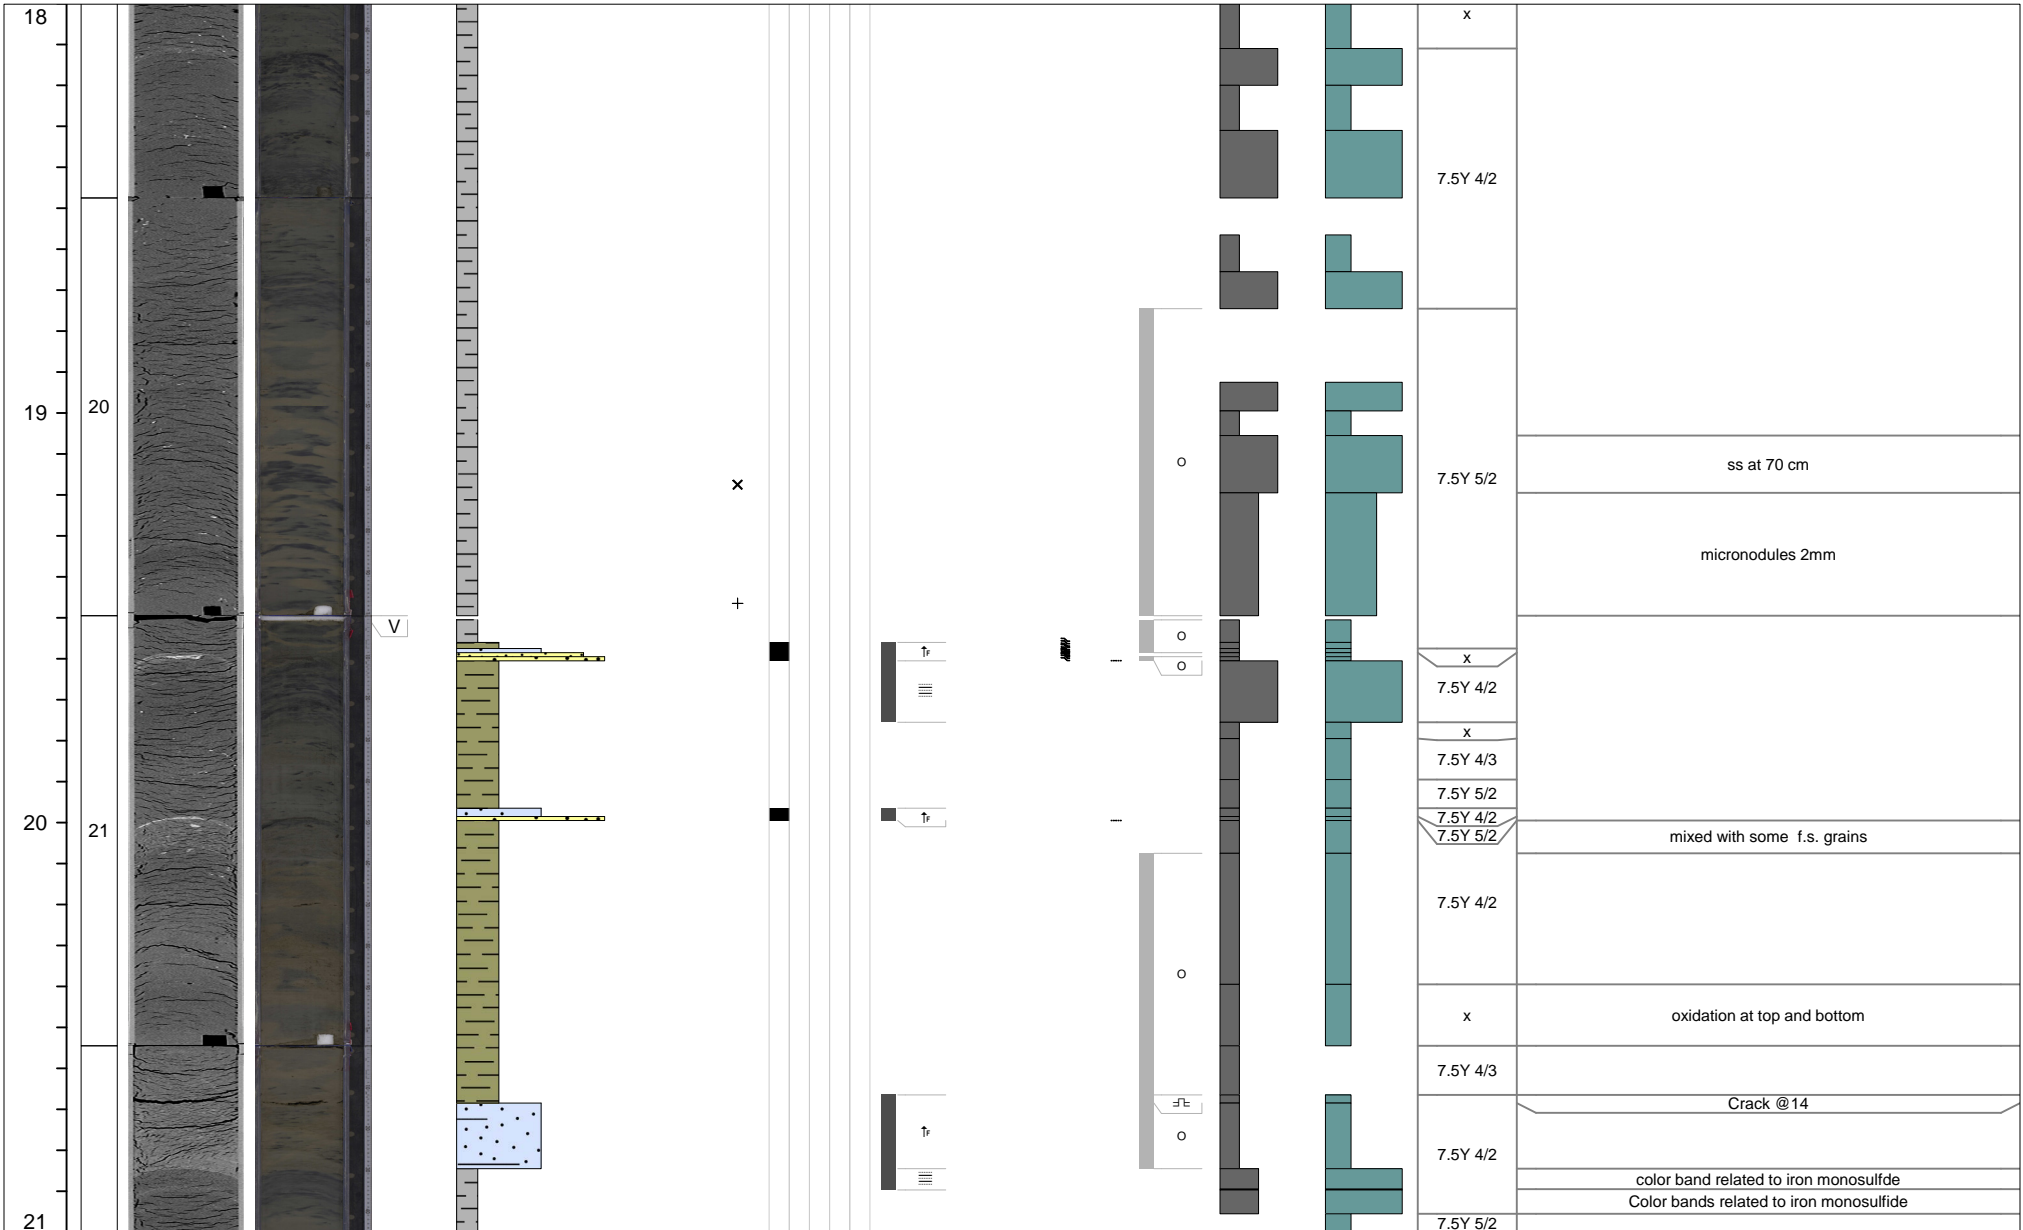 18
x
7.5Y 4/2
19
20
o
7.5Y 5/2
ss at 70 cm
micronodules 2mm
V
o
F
x
o
7.5Y 4/2
x
7.5Y 4/3
7.5Y 5/2
F
7.5Y 4/2
20
21
7.5Y 5/2
mixed with some f.s. grains
7.5Y 4/2
o
x
oxidation at top and bottom
7.5Y 4/3
Crack @14
F
o
7.5Y 4/2
color band related to iron monosulfde
Color bands related to iron monosulfide
21
7.5Y 5/2